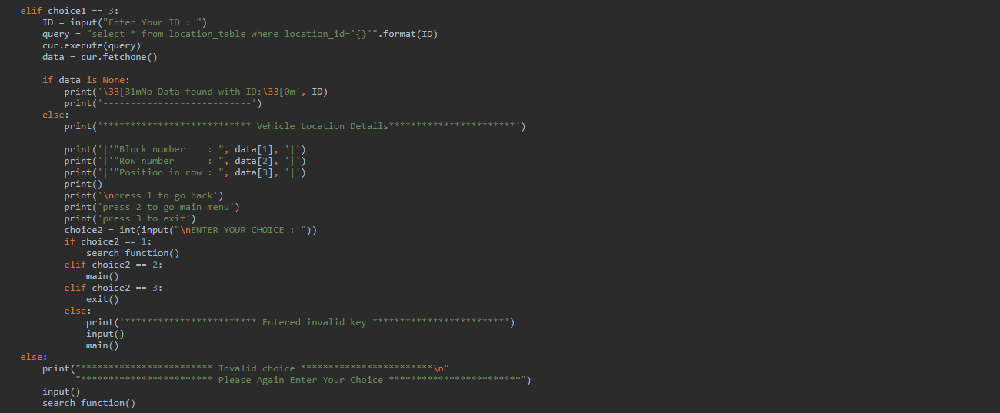 elif choice1 == 3:
    ID = input("Enter Your ID : ")
    query = "select * from location_table where location_id='{}'".format(ID)
    cur.execute(query)
    data = cur.fetchone()

    if data is None:
        print('\33[31mNo Data found with ID:\33[0m', ID)
        print('---------------------------')
    else:
        print('*************************** Vehicle Location Details***********************')

        print('|'"Block number    : ", data[1], '|')
        print('|'"Row number      : ", data[2], '|')
        print('|'"Position in row : ", data[3], '|')
        print()
        print('\npress 1 to go back')
        print('press 2 to go main menu')
        print('press 3 to exit')
        choice2 = int(input("\nENTER YOUR CHOICE : "))
        if choice2 == 1:
            search_function()
        elif choice2 == 2:
            main()
        elif choice2 == 3:
            exit()
        else:
            print('************************ Entered invalid key ************************')
            input()
            main()
else:
    print("************************ Invalid choice ************************\n"
          "************************ Please Again Enter Your Choice ************************")
    input()
    search_function()